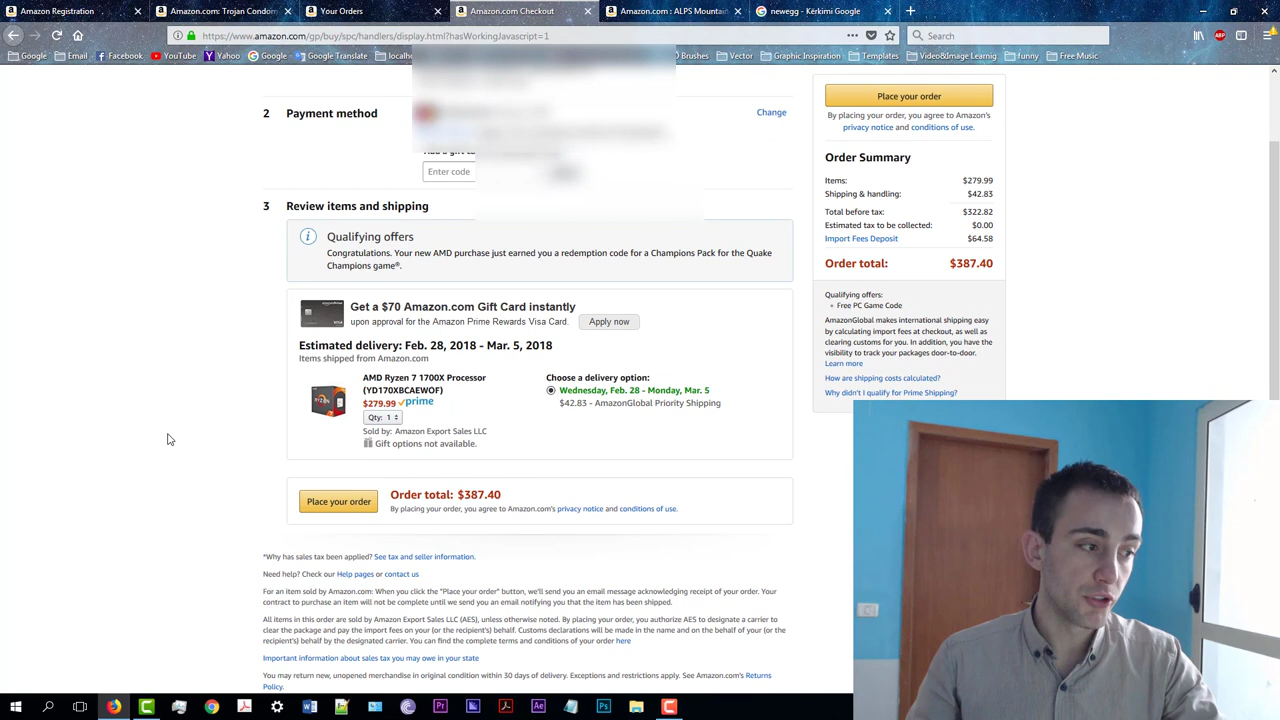 Amazon Registration
Amazon.com: Trojan Condom
Your Orders
Amazon.com Checkout
Amazon.com : ALPS Mountain
newegg - Kërkimi Google
https://www.amazon.com/gp/buy/spc/handlers/display.html?hasWorkingJavascript=1
Search
Google
Email
Facebook
YouTube
Yahoo
Google
Google Translate
Brushes
Vector
Graphic Inspiration
Templates
Video&Image Learnig
funny
Free Music
2 Payment method
Change
Enter code
3 Review items and shipping
Qualifying offers
Congratulations. Your new AMD purchase just earned you a redemption code for a Champions Pack for the Quake
Champions game®.
Get a $70 Amazon.com Gift Card instantly
upon approval for the Amazon Prime Rewards Visa Card. Apply now
Estimated delivery: Feb. 28, 2018 - Mar. 5, 2018
Items shipped from Amazon.com
RYZEN
AMD Ryzen 7 1700X Processor
(YD170XBCAEWOF)
$279.99 prime
Qty: 1
Sold by: Amazon Export Sales LLC
Gift options not available.
Choose a delivery option:
Wednesday, Feb. 28 - Monday, Mar. 5
$42.83 - AmazonGlobal Priority Shipping
Place your order
Order total: $387.40
By placing your order, you agree to Amazon.com's privacy notice and conditions of use.
*Why has sales tax been applied? See tax and seller information.
Need help? Check our Help pages or contact us
For an item sold by Amazon.com: When you click the "Place your order" button, we'll send you an email message acknowledging receipt of your order. Your
contract to purchase an item will not be complete until we send you an email notifying you that the item has been shipped.
All items in this order are sold by Amazon Export Sales LLC (AES), unless otherwise noted. By placing your order, you authorize AES to designate a carrier to
clear the package and pay the import fees on your (or the recipient's) behalf. Customs declarations will be made in the name and on the behalf of your (or the
recipient's) behalf by the designated carrier. You can find the complete terms and conditions of your order here
Important information about sales tax you may owe in your state
You may return new, unopened merchandise in original condition within 30 days of delivery. Exceptions and restrictions apply. See Amazon.com's Returns
Policy.
Place your order
By placing your order, you agree to Amazon's
privacy notice and conditions of use.
Order Summary
Items: $279.99
Shipping & handling: $42.83
Total before tax: $322.82
Estimated tax to be collected: $0.00
Import Fees Deposit $64.58
Order total: $387.40
Qualifying offers:
Free PC Game Code
AmazonGlobal makes international shipping easy
by calculating import fees at checkout, as well as
clearing customs for you. In addition, you have the
visibility to track your packages door-to-door.
Learn more
How are shipping costs calculated?
Why didn't I qualify for Prime Shipping?